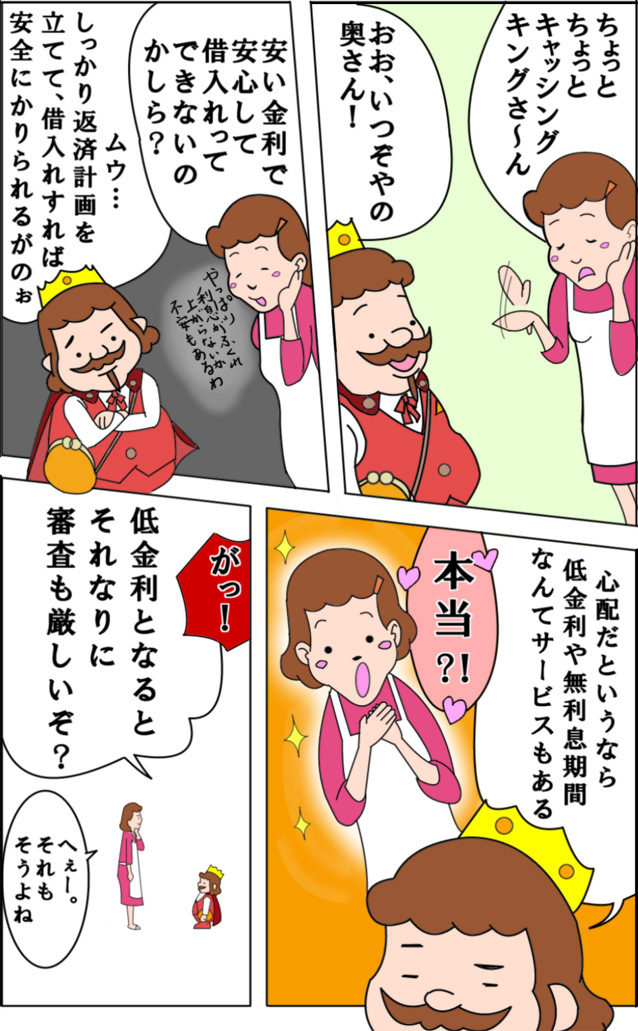 ちょっと
ちょっと
キャッシング
キングさ～ん
おお、いつぞやの
奥さん！
安い金利で
安心して
借入れって
できないの
かしら？
やっぱりふくれ
利息が
上がらないか
不安もあるわ
ムウ…
しっかり返済計画を
立てて、借入れすれば
安全にかりられるがのぉ
心配だというなら
低金利や無利息期間
なんてサービスもある
本当?!
がっ！
低金利となると
それなりに
審査も厳しいぞ？
へぇー。
それも
そうよね